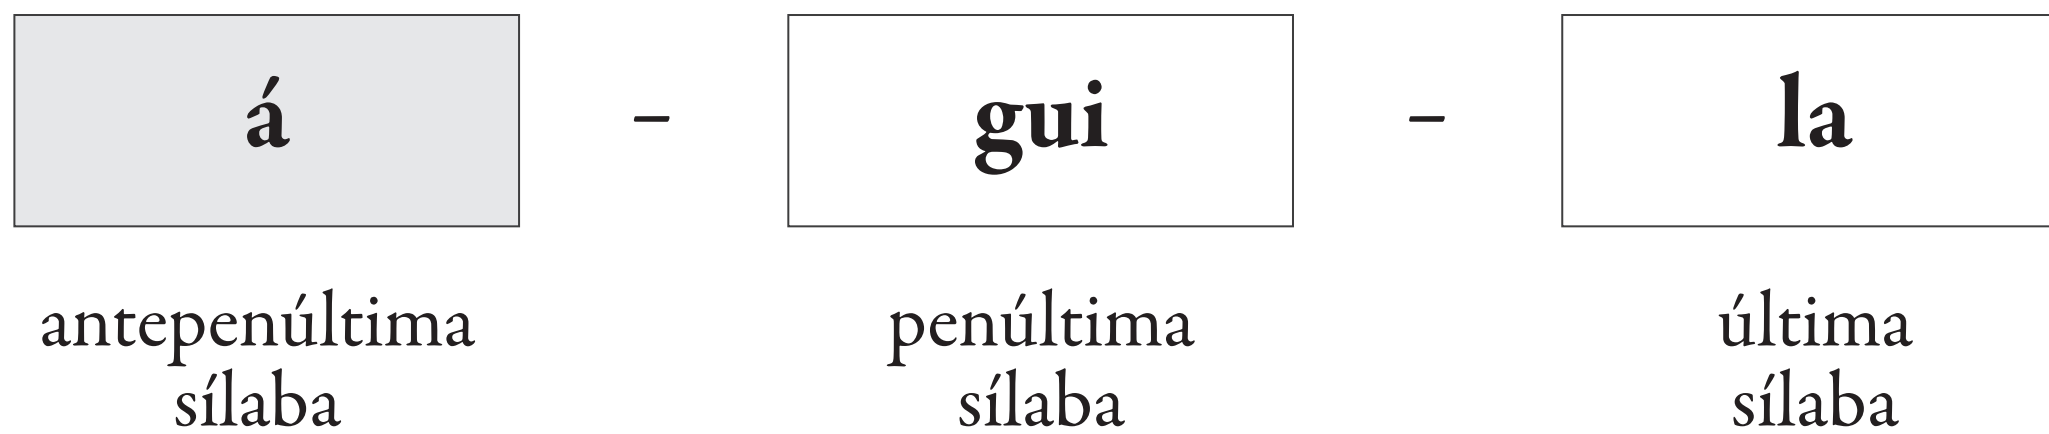 á – gui – la
antepenúltima penúltima última
sílaba sílaba sílaba